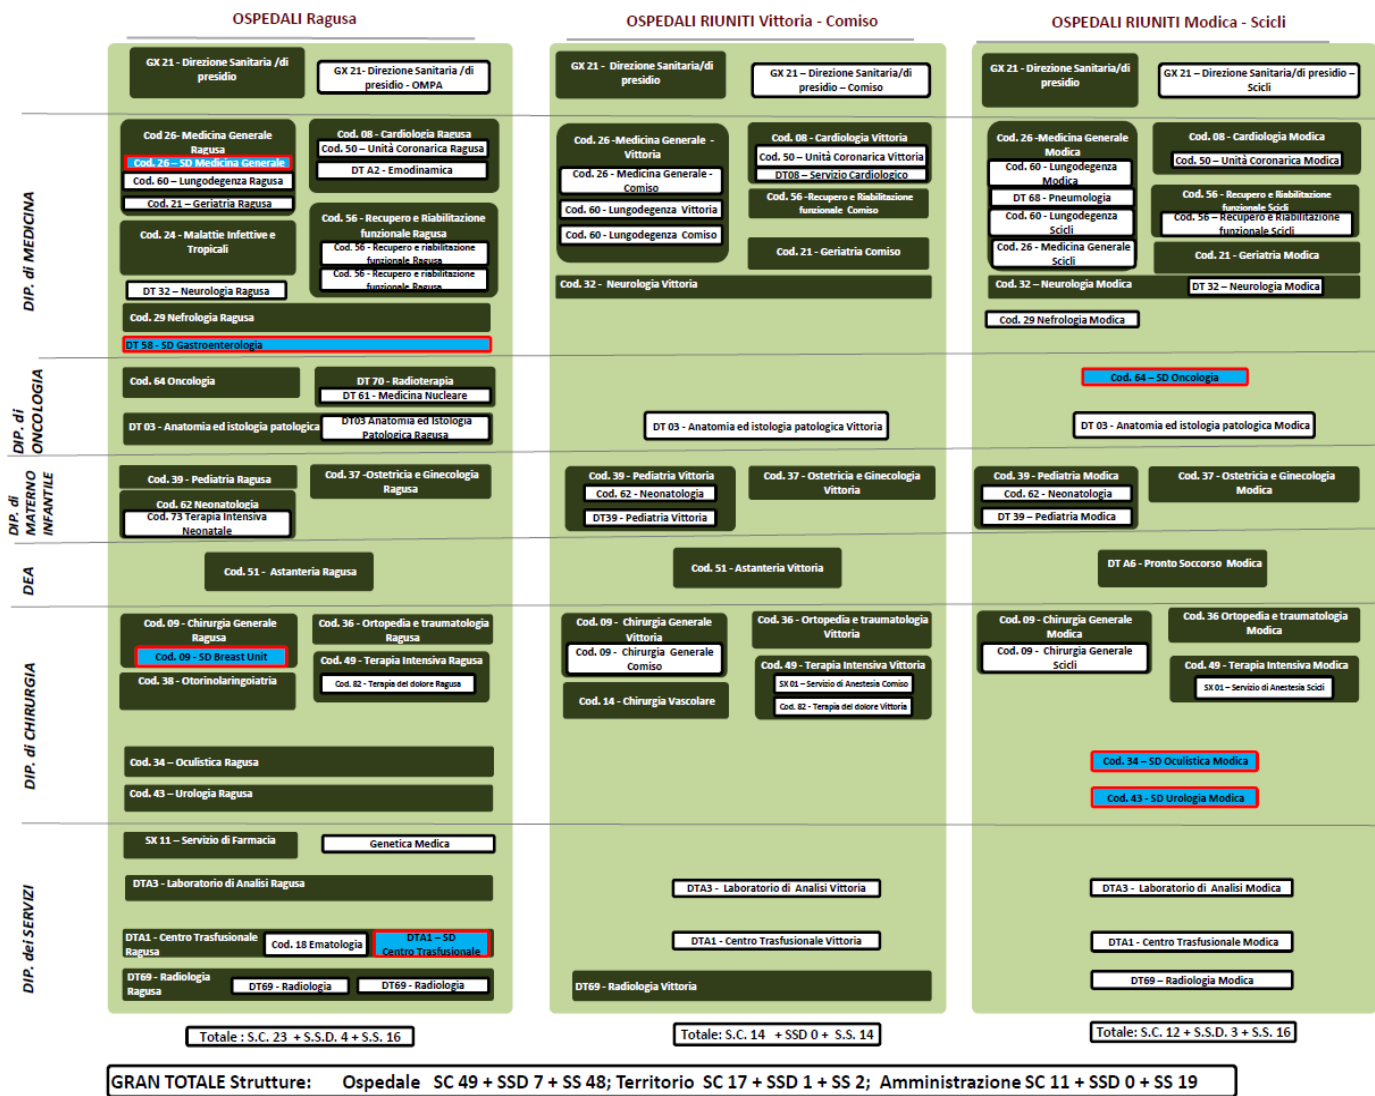 OSPEDALI Ragusa
OSPEDALI RIUNITI Vittoria - Comiso
OSPEDALI RIUNITI Modica - Scicli
GX 21 - Direzione Sanitaria /di
presidio
GX 21- Direzione Sanitaria /di
presidio - OMPA
GX 21 - Direzione Sanitaria/di
presidio
GX 21 – Direzione Sanitaria/di
presidio – Comiso
GX 21 - Direzione Sanitaria/di
presidio
GX 21 – Direzione Sanitaria/di presidio –
Scicli
DIP. di MEDICINA
Cod 26- Medicina Generale
Ragusa
Cod. 26 – SD Medicina Generale
Cod. 60 – Lungodegenza Ragusa
Cod. 21 – Geriatria Ragusa
Cod. 08 - Cardiologia Ragusa
Cod. 50 – Unità Coronarica Ragusa
DT A2 - Emodinamica
Cod. 24 - Malattie Infettive e
Tropicali
Cod. 56 - Recupero e Riabilitazione
funzionale Ragusa
Cod. 56 - Recupero e riabilitazione
funzionale Ragusa
Cod. 56 - Recupero e riabilitazione
funzionale Ragusa
DT 32 – Neurologia Ragusa
Cod. 29 Nefrologia Ragusa
DT 58 - SD Gastroenterologia
Cod. 26 -Medicina Generale -
Vittoria
Cod. 26 - Medicina Generale -
Comiso
Cod. 60 - Lungodegenza Vittoria
Cod. 60 - Lungodegenza Comiso
Cod. 08 - Cardiologia Vittoria
Cod. 50 – Unità Coronarica Vittoria
DT08 – Servizio Cardiologico
Cod. 56 -Recupero e Riabilitazione
funzionale Comiso
Cod. 21 - Geriatria Comiso
Cod. 32 - Neurologia Vittoria
Cod. 26 -Medicina Generale
Modica
Cod. 60 - Lungodegenza
Modica
DT 68 - Pneumologia
Cod. 60 - Lungodegenza
Scicli
Cod. 26 - Medicina Generale
Scicli
Cod. 08 - Cardiologia Modica
Cod. 50 – Unità Coronarica Modica
Cod. 56 - Recupero e Riabilitazione
funzionale Scicli
Cod. 56 – Recupero e Riabilitazione
funzionale Scicli
Cod. 21 - Geriatria Modica
Cod. 32 – Neurologia Modica
DT 32 – Neurologia Modica
Cod. 29 Nefrologia Modica
DIP. di
ONCOLOGIA
Cod. 64 Oncologia
DT 70 - Radioterapia
DT 61 - Medicina Nucleare
DT 03 - Anatomia ed istologia patologica
DT03 Anatomia ed Istologia
Patologica Ragusa
DT 03 - Anatomia ed istologia patologica Vittoria
Cod. 64 – SD Oncologia
DT 03 - Anatomia ed istologia patologica Modica
DIP. di
MATERNO
INFANTILE
Cod. 39 - Pediatria Ragusa
Cod. 62 Neonatologia
Cod. 73 Terapia Intensiva
Neonatale
Cod. 37 -Ostetricia e Ginecologia
Ragusa
Cod. 39 - Pediatria Vittoria
Cod. 62 - Neonatologia
DT39 - Pediatria Vittoria
Cod. 37 - Ostetricia e Ginecologia
Vittoria
Cod. 39 - Pediatria Modica
Cod. 62 - Neonatologia
DT 39 – Pediatria Modica
Cod. 37 - Ostetricia e Ginecologia
Modica
DEA
Cod. 51 - Astanteria Ragusa
Cod. 51 - Astanteria Vittoria
DT A6 - Pronto Soccorso Modica
DIP. di CHIRURGIA
Cod. 09 - Chirurgia Generale
Ragusa
Cod. 09 - SD Breast Unit
Cod. 38 - Otorinolaringoiatria
Cod. 36 - Ortopedia e traumatologia
Ragusa
Cod. 49 - Terapia Intensiva Ragusa
Cod. 82 - Terapia del dolore Ragusa
Cod. 34 – Oculistica Ragusa
Cod. 43 – Urologia Ragusa
Cod. 09 - Chirurgia Generale
Vittoria
Cod. 09 - Chirurgia Generale
Comiso
Cod. 14 - Chirurgia Vascolare
Cod. 36 - Ortopedia e traumatologia
Vittoria
Cod. 49 - Terapia Intensiva Vittoria
SX 01 – Servizio di Anestesia Comiso
Cod. 82 - Terapia del dolore Vittoria
Cod. 09 - Chirurgia Generale
Modica
Cod. 09 - Chirurgia Generale
Scicli
Cod. 36 Ortopedia e traumatologia
Modica
Cod. 49 - Terapia Intensiva Modica
SX 01 – Servizio di Anestesia Scicli
Cod. 34 – SD Oculistica Modica
Cod. 43 - SD Urologia Modica
DIP. dei SERVIZI
SX 11 – Servizio di Farmacia
Genetica Medica
DTA3 - Laboratorio di Analisi Ragusa
DTA1 - Centro Trasfusionale
Ragusa
Cod. 18 Ematologia
DTA1 – SD
Centro Trasfusionale
DT69 - Radiologia
Ragusa
DT69 - Radiologia
DT69 - Radiologia
DTA3 - Laboratorio di Analisi Vittoria
DTA1 - Centro Trasfusionale Vittoria
DT69 - Radiologia Vittoria
DTA3 - Laboratorio di Analisi Modica
DTA1 - Centro Trasfusionale Modica
DT69 – Radiologia Modica
Totale : S.C. 23 + S.S.D. 4 + S.S. 16
Totale: S.C. 14 + SSD 0 + S.S. 14
Totale: S.C. 12 + S.S.D. 3 + S.S. 16
GRAN TOTALE Strutture: Ospedale SC 49 + SSD 7 + SS 48; Territorio SC 17 + SSD 1 + SS 2; Amministrazione SC 11 + SSD 0 + SS 19